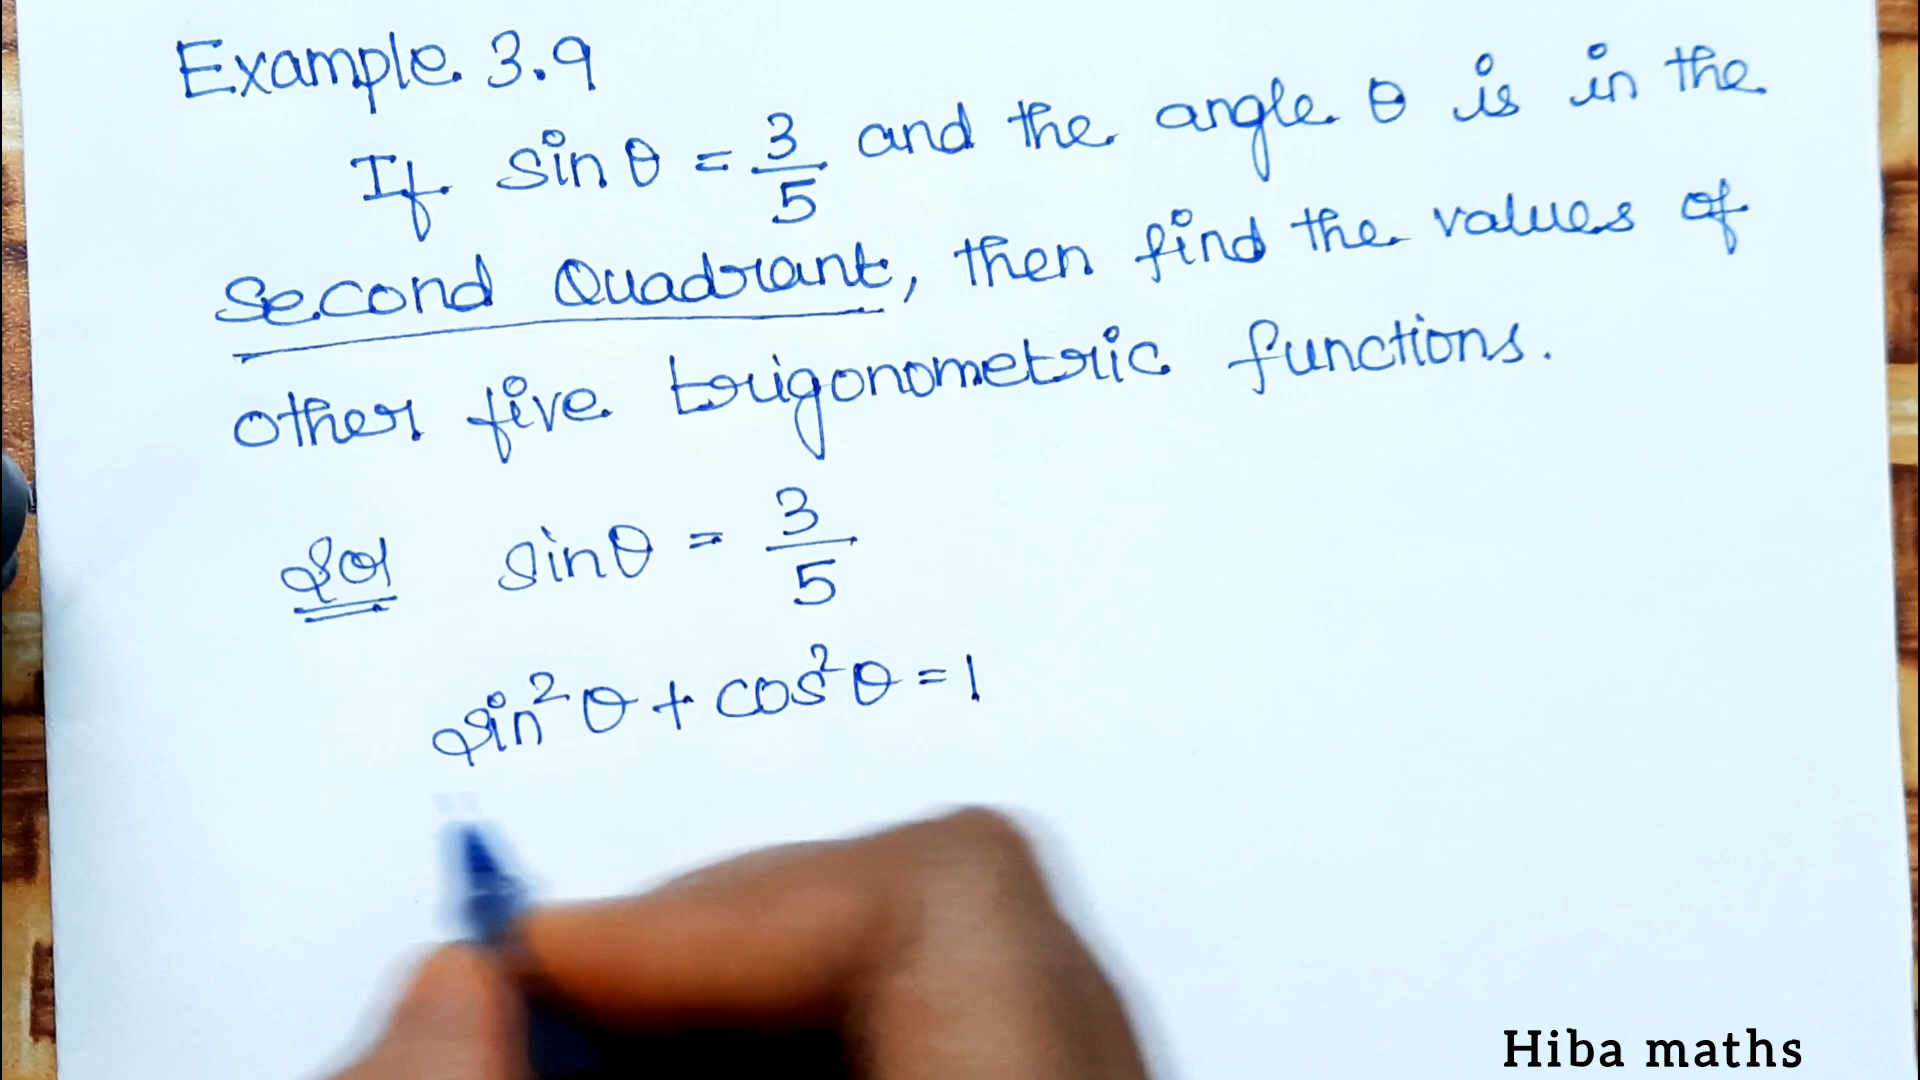 Example 3.9
If sin θ = 3/5 and the angle θ is in the
Second Quadrant, then find the values of
other five trigonometric functions.
Sol sinθ = 3/5
sin²θ + cos²θ = 1
Hiba maths